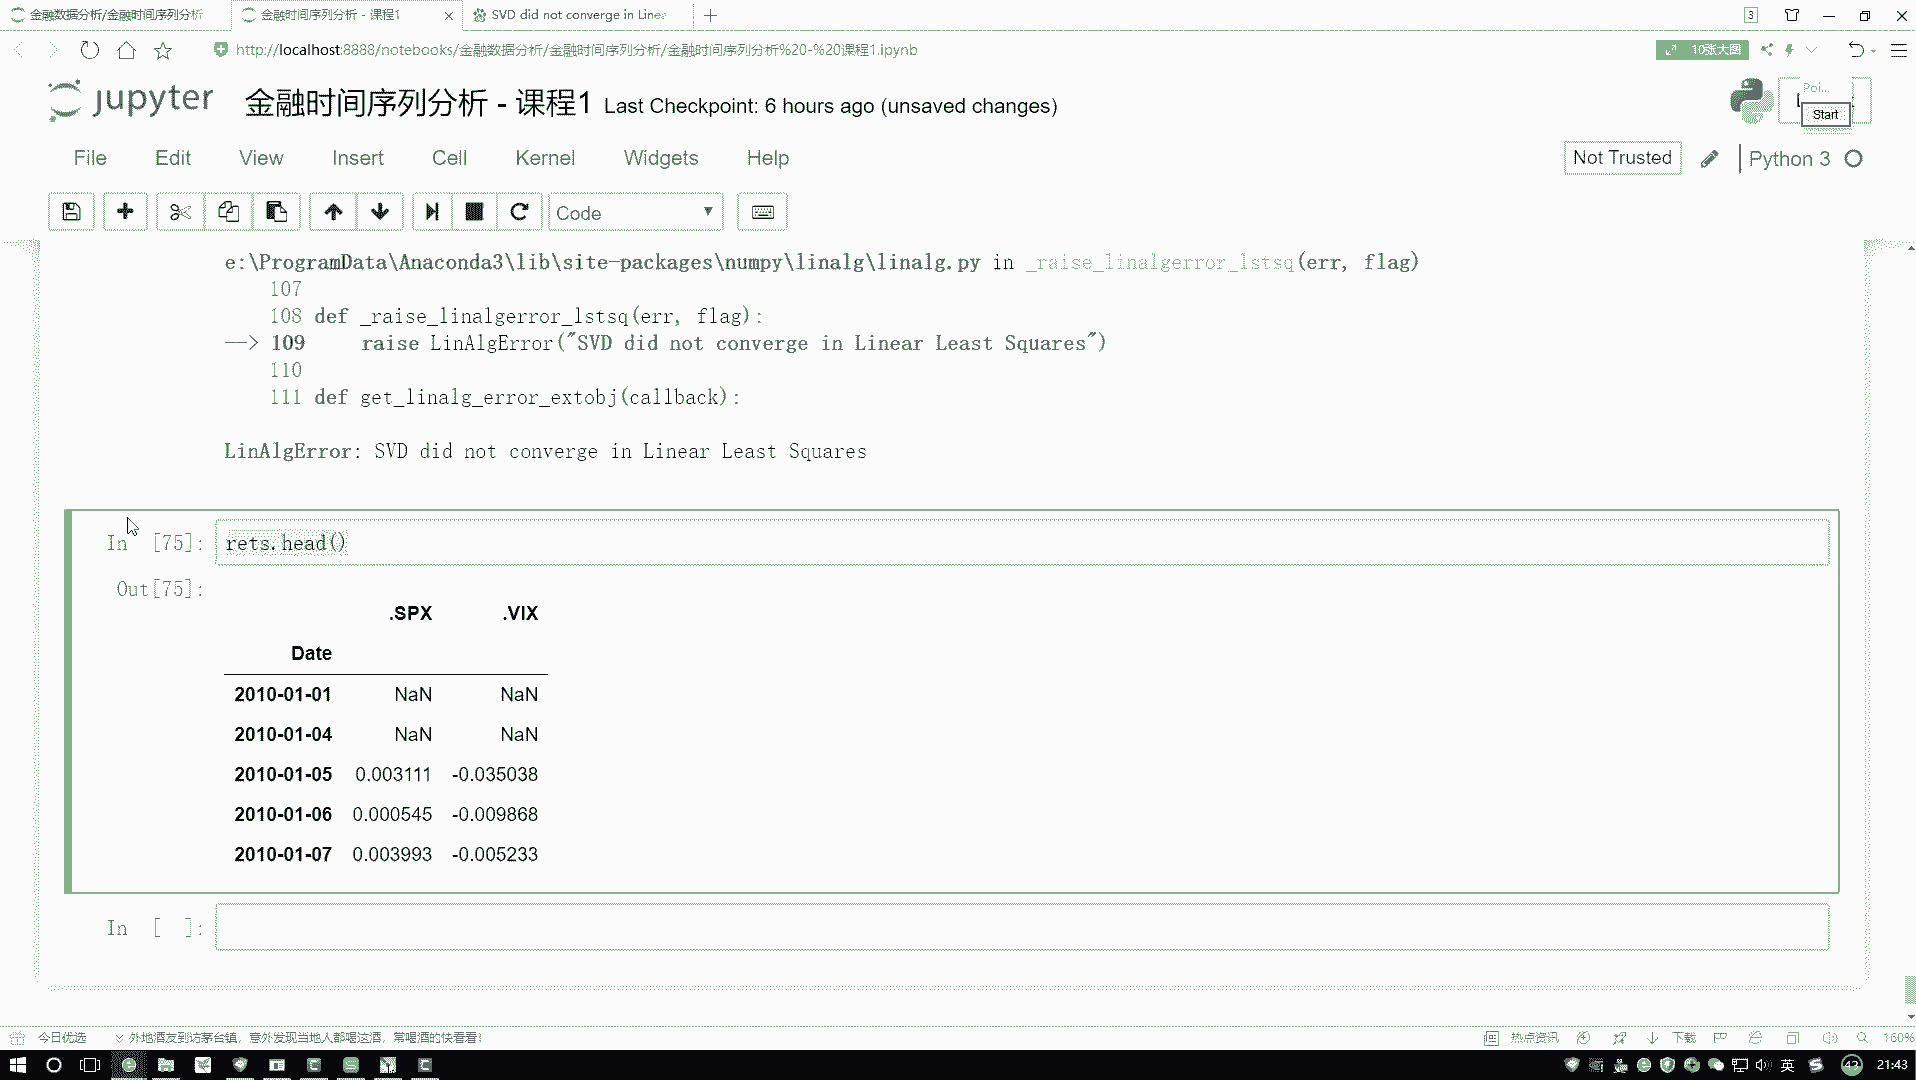 金融数据分析/金融时间序列分析
金融时间序列分析 - 课程1
SVD did not converge in Linea
3
http://localhost:8888/notebooks/金融数据分析/金融时间序列分析/金融时间序列分析%20-%20课程1.ipynb
10张大图
jupyter
金融时间序列分析 - 课程1 Last Checkpoint: 6 hours ago (unsaved changes)
Poi...
Start
File Edit View Insert Cell Kernel Widgets Help
Not Trusted
Python 3
Code
e:\ProgramData\Anaconda3\lib\site-packages\numpy\linalg\linalg.py in _raise_linalgerror_lstsq(err, flag)
107
108 def _raise_linalgerror_lstsq(err, flag):
--> 109 raise LinAlgError("SVD did not converge in Linear Least Squares")
110
111 def get_linalg_error_extobj(callback):
LinAlgError: SVD did not converge in Linear Least Squares
In [75]: rets.head()
Out[75]:
.SPX .VIX
Date
2010-01-01 NaN NaN
2010-01-04 NaN NaN
2010-01-05 0.003111 -0.035038
2010-01-06 0.000545 -0.009868
2010-01-07 0.003993 -0.005233
In [ ]:
今日优选
外地酒友到访茅台镇，意外发现当地人都喝这酒，常喝酒的快看看!
热点资讯
下载
160%
英
43
21:43